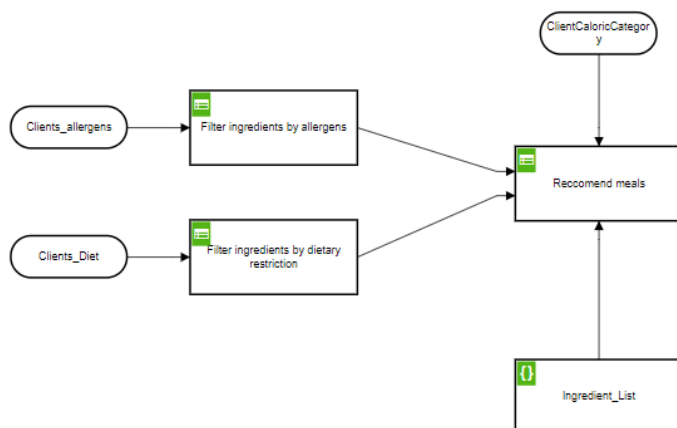 ClientCaloricCategor
y
Clients_allergens
Filter ingredients by allergens
Reccomend meals
Clients_Diet
Filter ingredients by dietary
restriction
{}
Ingredient_List